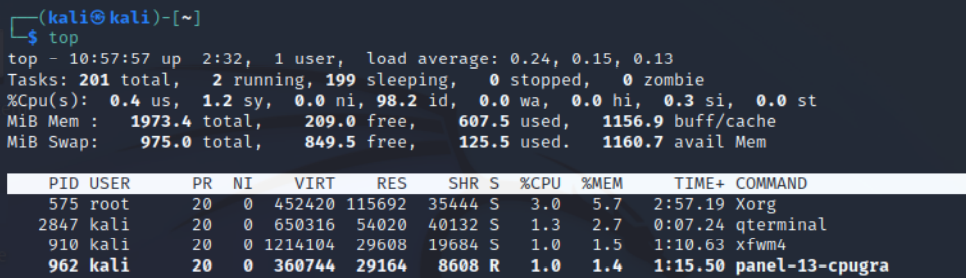 ┌──(kali㉿kali)-[~]
└─$ top
top - 10:57:57 up  2:32,  1 user,  load average: 0.24, 0.15, 0.13
Tasks: 201 total,   2 running, 199 sleeping,   0 stopped,   0 zombie
%Cpu(s):  0.4 us,  1.2 sy,  0.0 ni, 98.2 id,  0.0 wa,  0.0 hi,  0.3 si,  0.0 st
MiB Mem :   1973.4 total,    209.0 free,    607.5 used,   1156.9 buff/cache
MiB Swap:    975.0 total,    849.5 free,    125.5 used.   1160.7 avail Mem
PID USER      PR  NI    VIRT    RES    SHR S  %CPU  %MEM     TIME+ COMMAND
575 root      20   0  452420 115692  35444 S   3.0   5.7   2:57.19 Xorg
2847 kali      20   0  650316  54020  40132 S   1.3   2.7   0:07.24 qterminal
910 kali      20   0 1214104  29608  19684 S   1.0   1.5   1:10.63 xfwm4
962 kali      20   0  360744  29164   8608 R   1.0   1.4   1:15.50 panel-13-cpugra